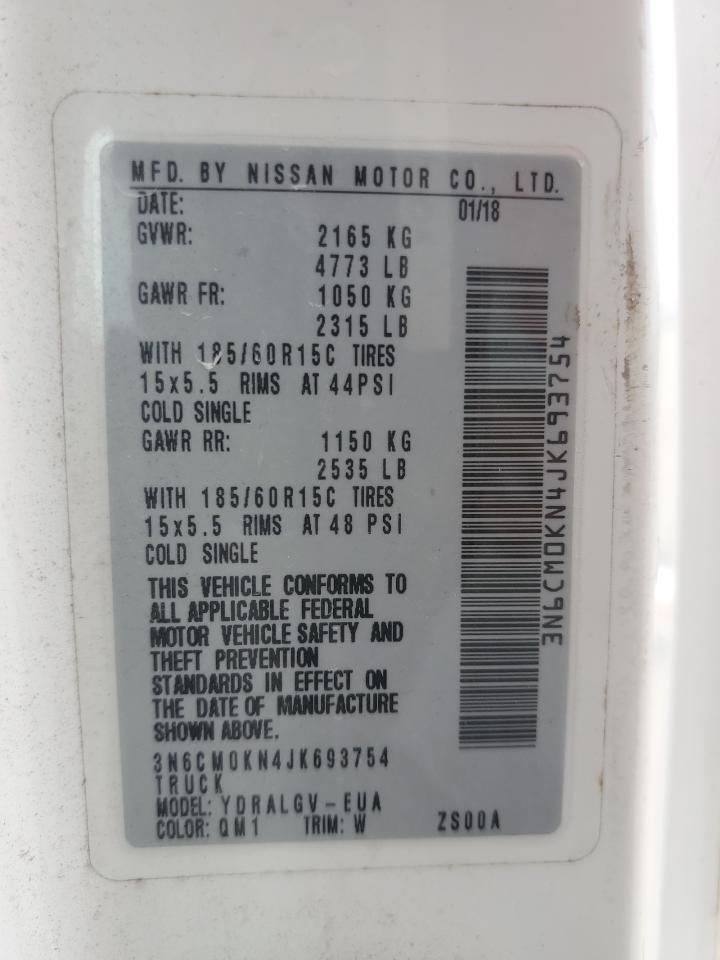 MFD. BY NISSAN MOTOR CO., LTD.
DATE: 01/18
GVWR: 2165 KG
4773 LB
GAWR FR: 1050 KG
2315 LB
WITH 185/60R15C TIRES
15x5.5 RIMS AT 44PSI
COLD SINGLE
GAWR RR: 1150 KG
2535 LB
WITH 185/60R15C TIRES
15x5.5 RIMS AT 48 PSI
COLD SINGLE
THIS VEHICLE CONFORMS TO
ALL APPLICABLE FEDERAL
MOTOR VEHICLE SAFETY AND
THEFT PREVENTION
STANDARDS IN EFFECT ON
THE DATE OF MANUFACTURE
SHOWN ABOVE.
3N6CM0KN4JK693754
TRUCK
MODEL: YDRALGV-EUA
COLOR: QM1 TRIM: W ZS00A
3N6CM0KN4JK693754